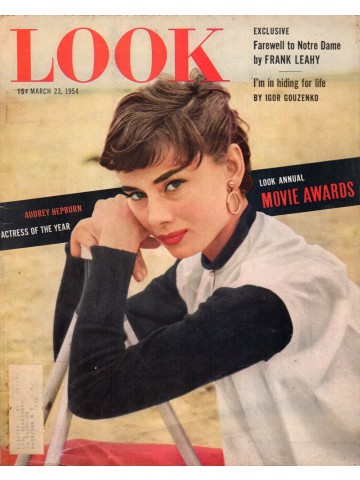 LOOK
15¢ MARCH 23, 1954
EXCLUSIVE
Farewell to Notre Dame
by FRANK LEAHY
I'm in hiding for life
BY IGOR GOUZENKO
AUDREY HEPBURN
ACTRESS OF THE YEAR
LOOK ANNUAL
MOVIE AWARDS